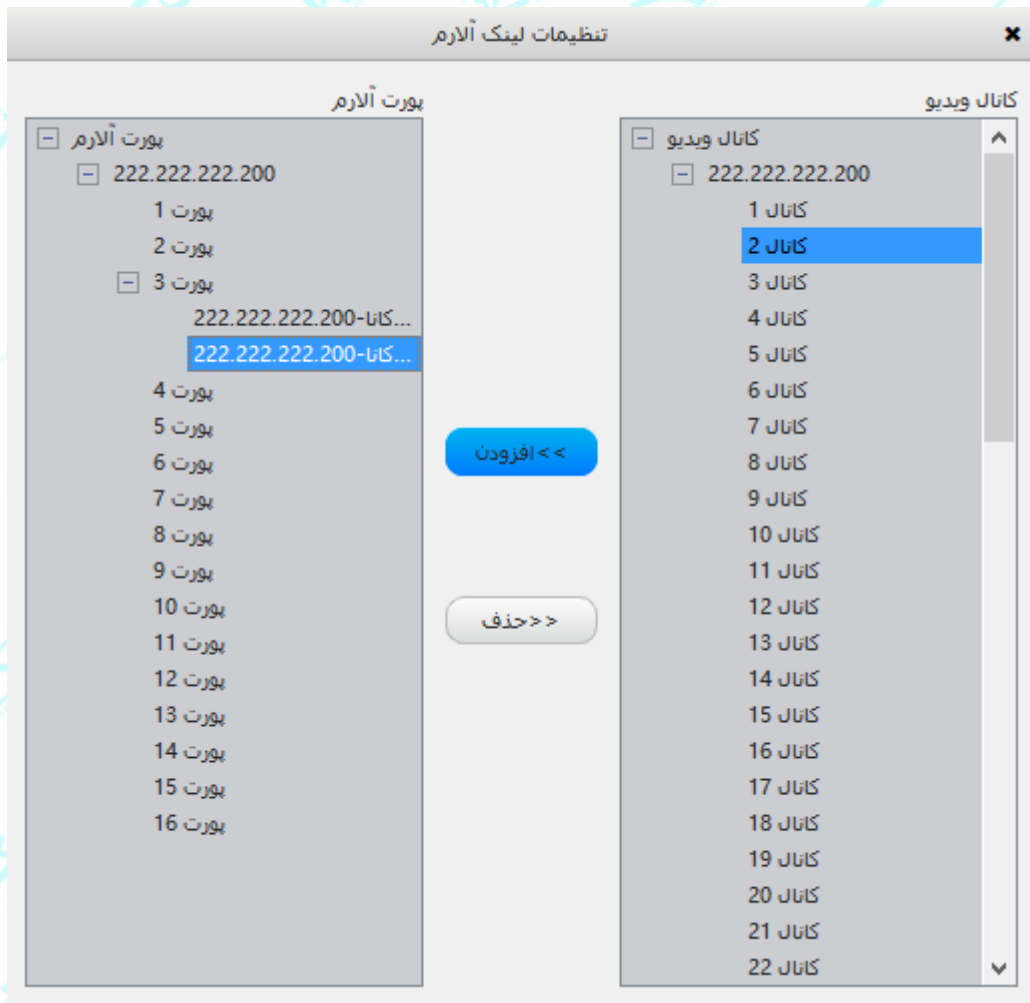 تنظیمات لینک آلارم
کانال ویدیو
کانال ویدیو
222.222.222.200
کانال 1
کانال 2
کانال 3
کانال 4
کانال 5
کانال 6
کانال 7
کانال 8
کانال 9
کانال 10
کانال 11
کانال 12
کانال 13
کانال 14
کانال 15
کانال 16
کانال 17
کانال 18
کانال 19
کانال 20
کانال 21
کانال 22
>>افزودن
<<حذف
پورت آلارم
پورت آلارم
222.222.222.200
پورت 1
پورت 2
پورت 3
222.222.222.200-کانا...
222.222.222.200-کانا...
پورت 4
پورت 5
پورت 6
پورت 7
پورت 8
پورت 9
پورت 10
پورت 11
پورت 12
پورت 13
پورت 14
پورت 15
پورت 16